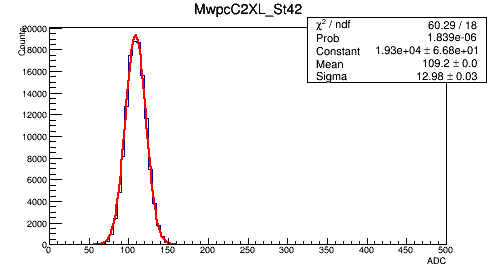 MwpcC2XL_St42
χ² / ndf 60.29 / 18
Prob 1.839e-06
Constant 1.93e+04 ± 6.68e+01
Mean 109.2 ± 0.0
Sigma 12.98 ± 0.03
Counts
20000
18000
16000
14000
12000
10000
8000
6000
4000
2000
0
0 50 100 150 200 250 300 350 400 450 500
ADC